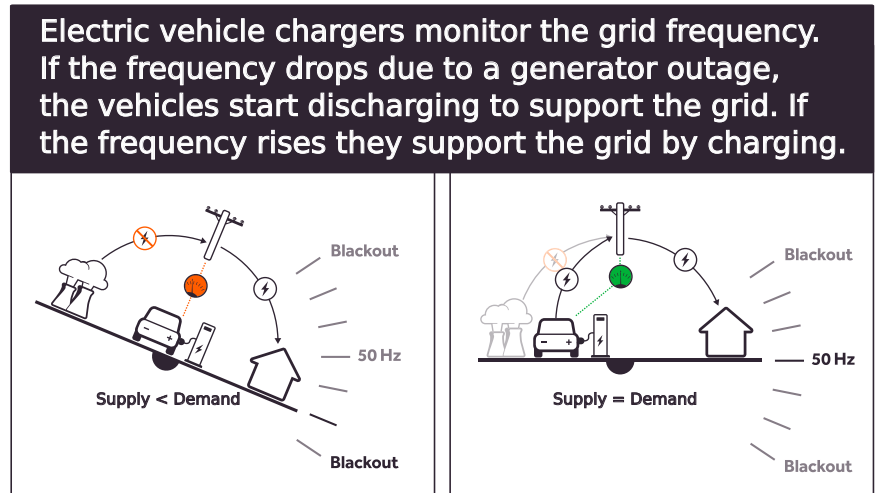 Electric vehicle chargers monitor the grid frequency.
If the frequency drops due to a generator outage,
the vehicles start discharging to support the grid. If
the frequency rises they support the grid by charging.
Blackout
50 Hz
Supply < Demand
Blackout
Blackout
50 Hz
Supply = Demand
Blackout